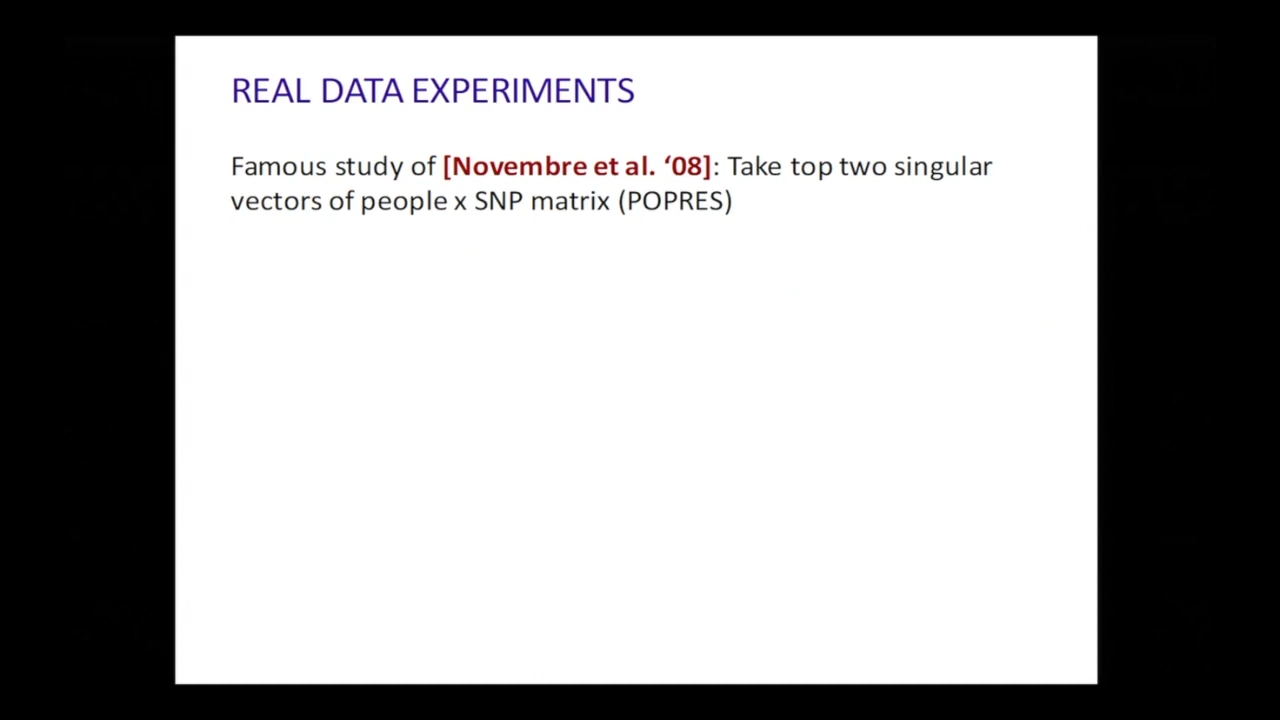 REAL DATA EXPERIMENTS
Famous study of [Novembre et al. ‘08]: Take top two singular
vectors of people x SNP matrix (POPRES)